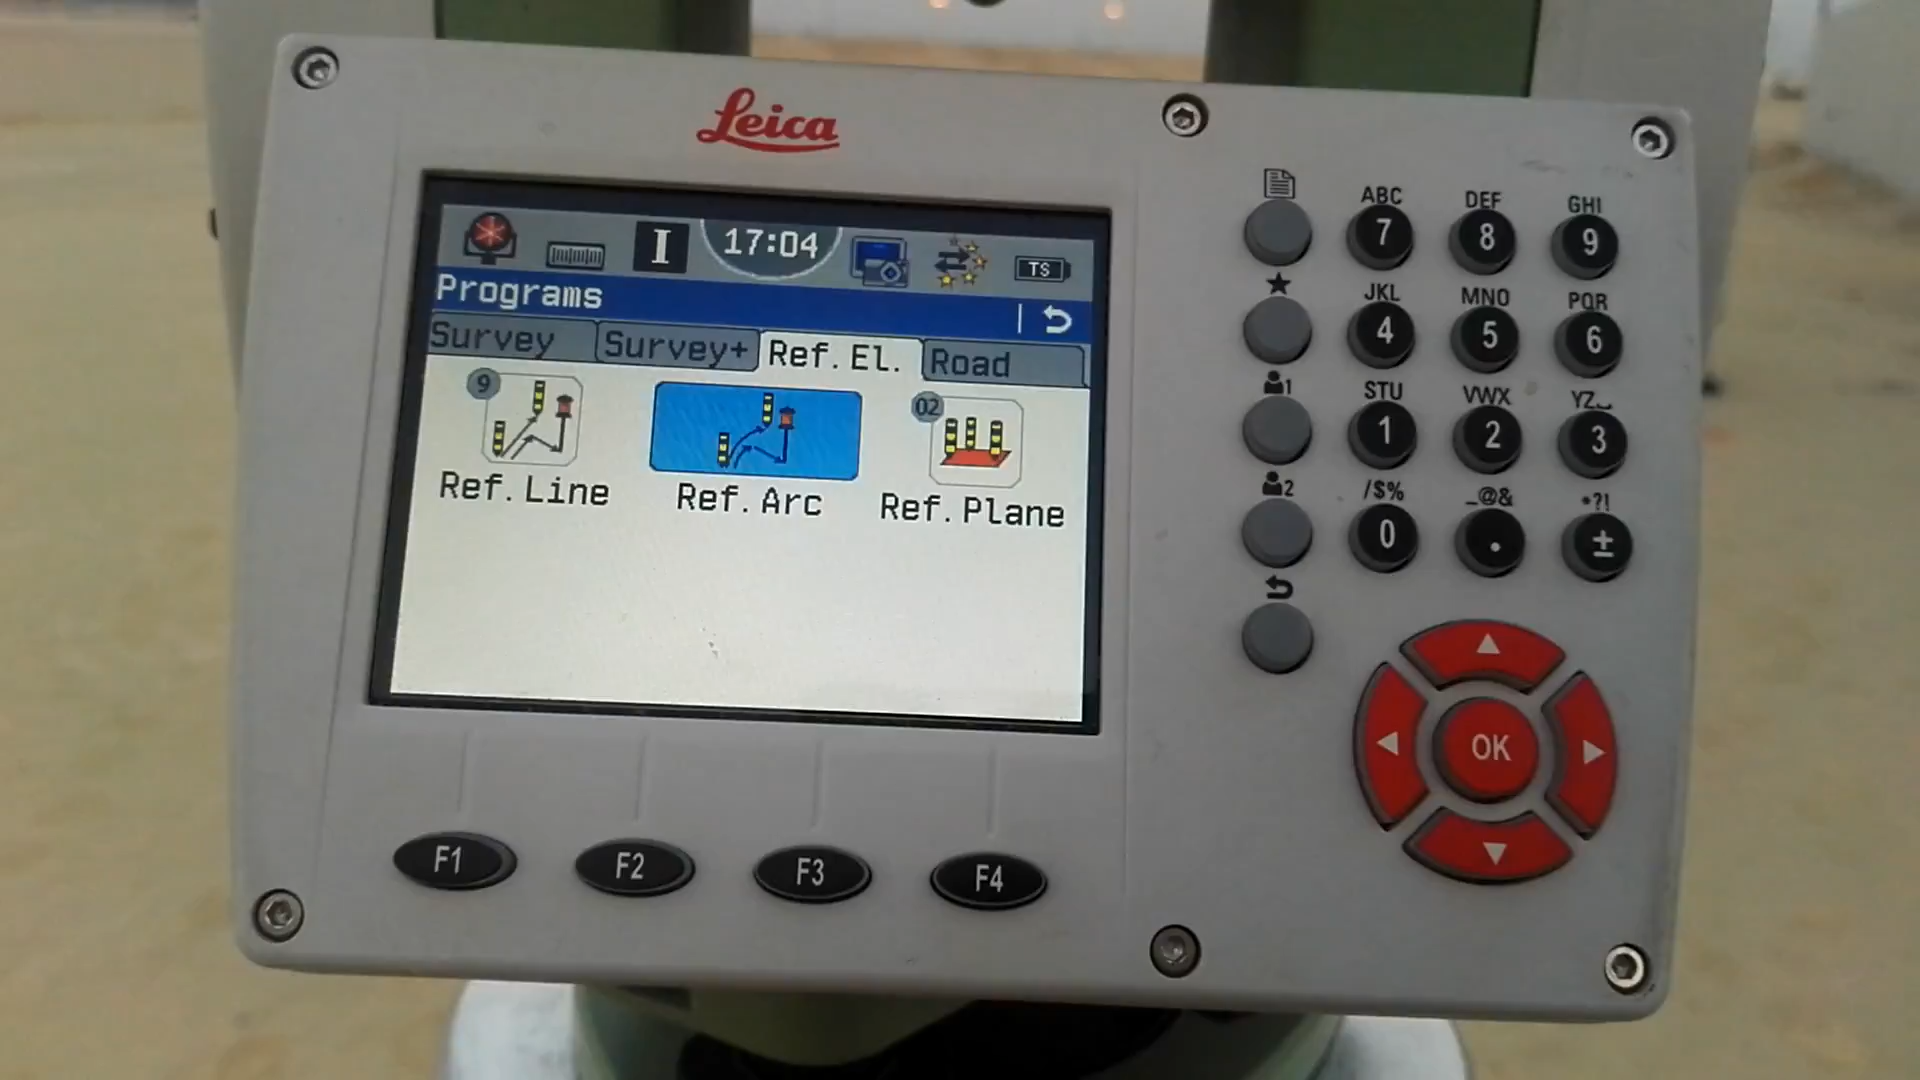 Leica
I 17:04 TS
Programs
Survey Survey+ Ref.El. Road
9 02
Ref.Line Ref.Arc Ref.Plane
ABC DEF GHI
7 8 9
JKL MNO PQR
4 5 6
1
STU VWX YZ
1 2 3
2
/$% _@& *?!
0 . ±
OK
F1 F2 F3 F4